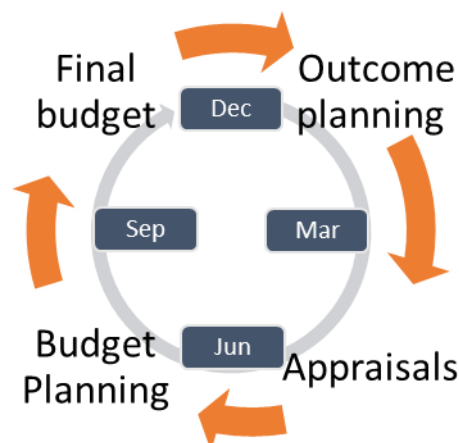 Final
budget
Outcome
planning
Dec
Sep
Mar
Budget
Planning
Jun
Appraisals